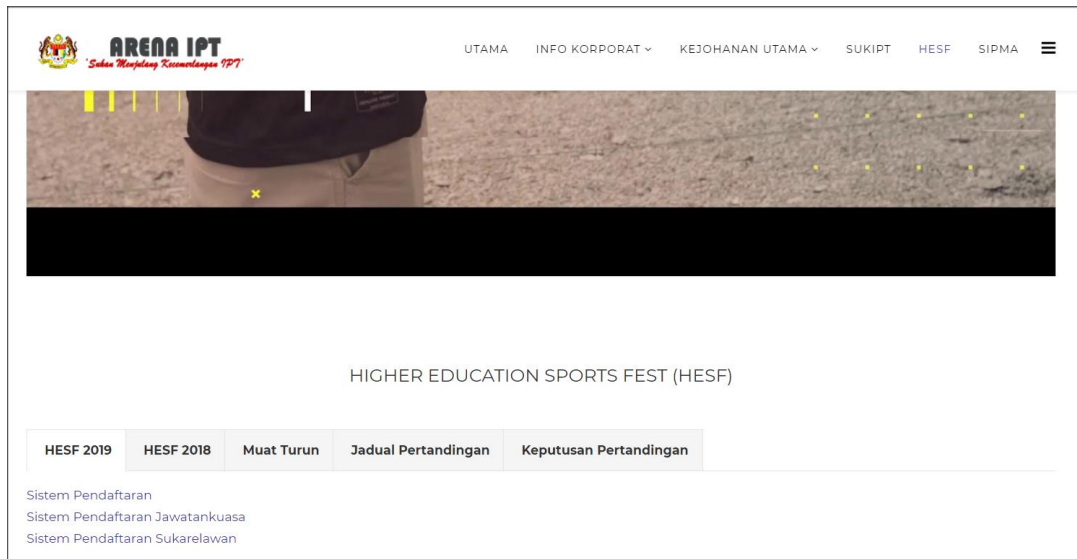 ARENA IPT
"Sukan Menjulang Kecemerlangan IPT"
UTAMA INFO KORPORAT KEJOHANAN UTAMA SUKIPT HESF SIPMA
HIGHER EDUCATION SPORTS FEST (HESF)
HESF 2019 HESF 2018 Muat Turun Jadual Pertandingan Keputusan Pertandingan
Sistem Pendaftaran
Sistem Pendaftaran Jawatankuasa
Sistem Pendaftaran Sukarelawan